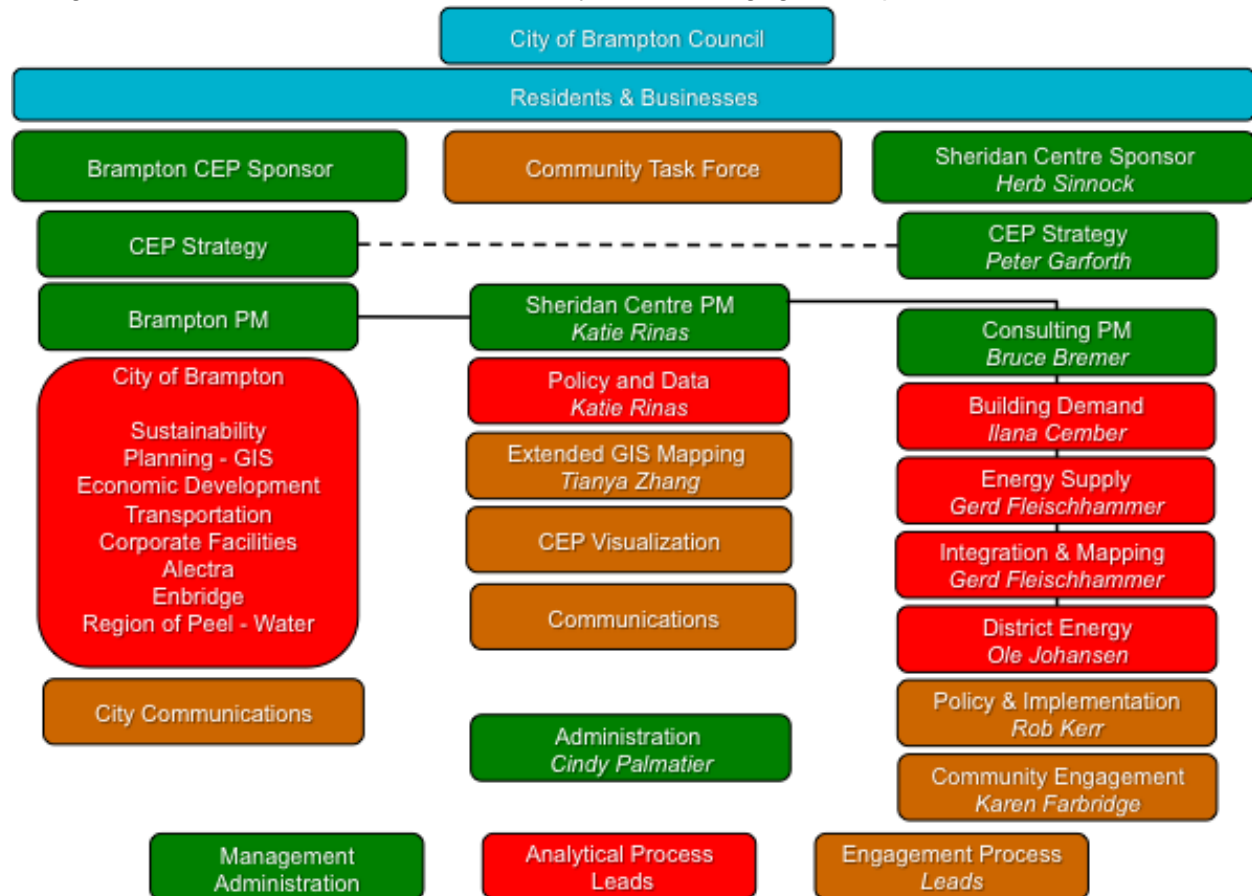 City of Brampton Council
Residents & Businesses
Brampton CEP Sponsor
Community Task Force
Sheridan Centre Sponsor
Herb Sinnock
CEP Strategy
CEP Strategy
Peter Garforth
Brampton PM
Sheridan Centre PM
Katie Rinas
Consulting PM
Bruce Bremer
City of Brampton
Sustainability
Planning - GIS
Economic Development
Transportation
Corporate Facilities
Alectra
Enbridge
Region of Peel - Water
City Communications
Policy and Data
Katie Rinas
Extended GIS Mapping
Tianya Zhang
CEP Visualization
Communications
Administration
Cindy Palmatier
Building Demand
Ilana Cember
Energy Supply
Gerd Fleischhammer
Integration & Mapping
Gerd Fleischhammer
District Energy
Ole Johansen
Policy & Implementation
Rob Kerr
Community Engagement
Karen Farbridge
Management
Administration
Analytical Process
Leads
Engagement Process
Leads